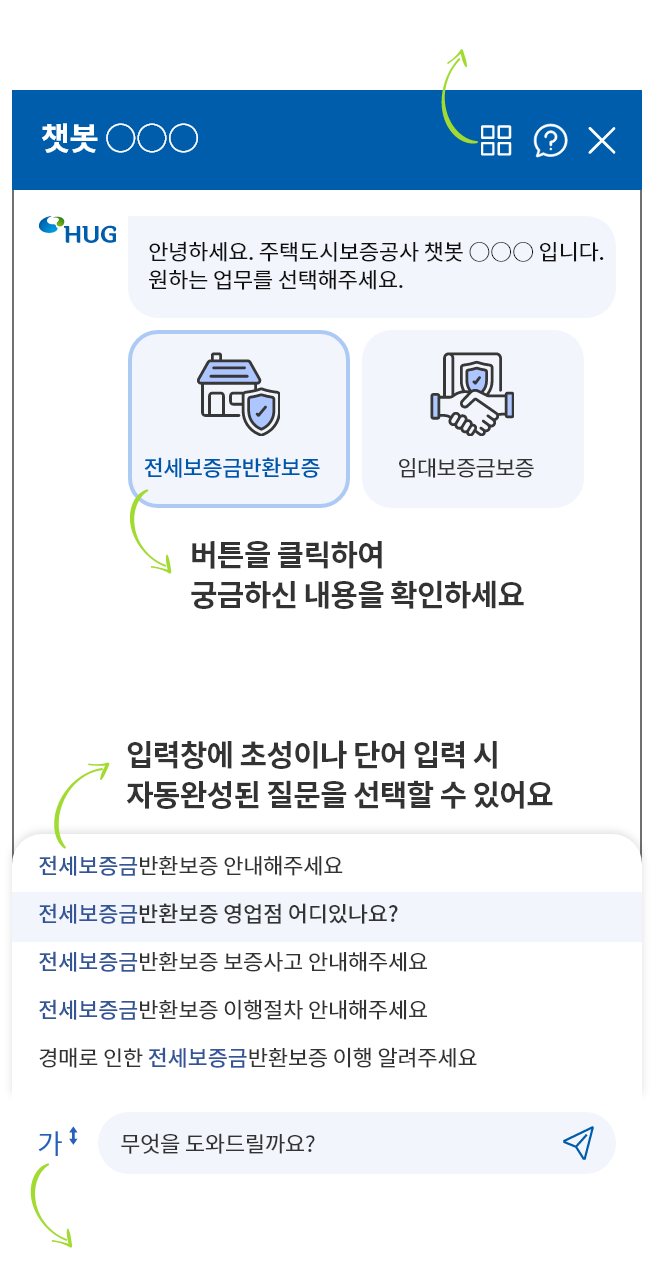 챗봇 ○○○
HUG
안녕하세요. 주택도시보증공사 챗봇 ○○○ 입니다.
원하는 업무를 선택해주세요.
전세보증금반환보증
임대보증금보증
버튼을 클릭하여
궁금하신 내용을 확인하세요
입력창에 초성이나 단어 입력 시
자동완성된 질문을 선택할 수 있어요
전세보증금반환보증 안내해주세요
전세보증금반환보증 영업점 어디있나요?
전세보증금반환보증 보증사고 안내해주세요
전세보증금반환보증 이행절차 안내해주세요
경매로 인한 전세보증금반환보증 이행 알려주세요
가
무엇을 도와드릴까요?